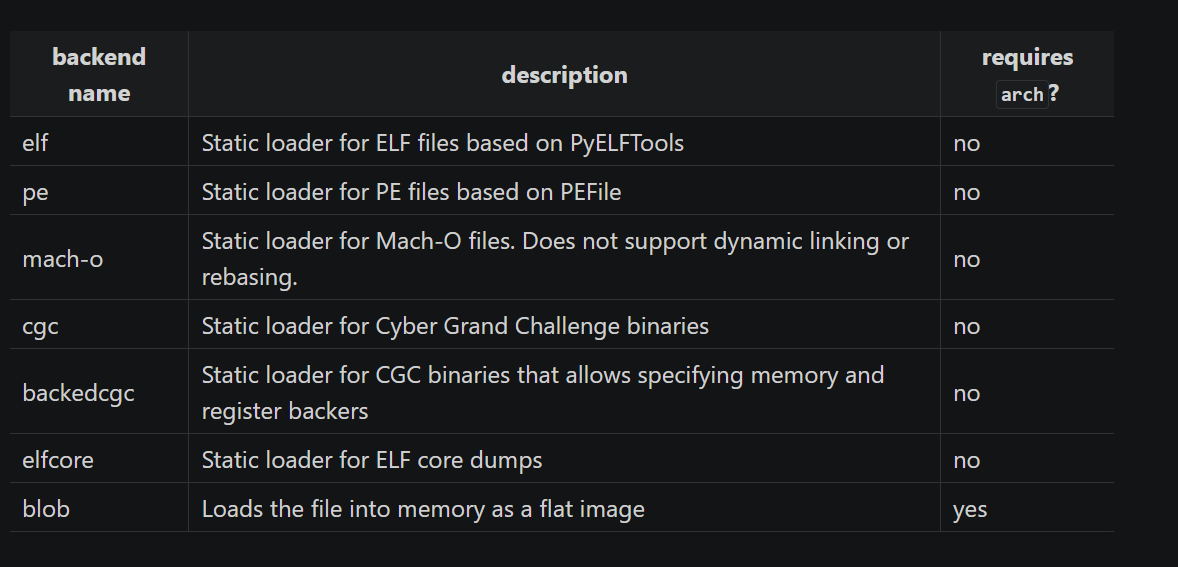 backend
name
description
requires
arch?
elf
Static loader for ELF files based on PyELFTools
no
pe
Static loader for PE files based on PEFile
no
mach-o
Static loader for Mach-O files. Does not support dynamic linking or
rebasing.
no
cgc
Static loader for Cyber Grand Challenge binaries
no
backedcgc
Static loader for CGC binaries that allows specifying memory and
register backers
no
elfcore
Static loader for ELF core dumps
no
blob
Loads the file into memory as a flat image
yes